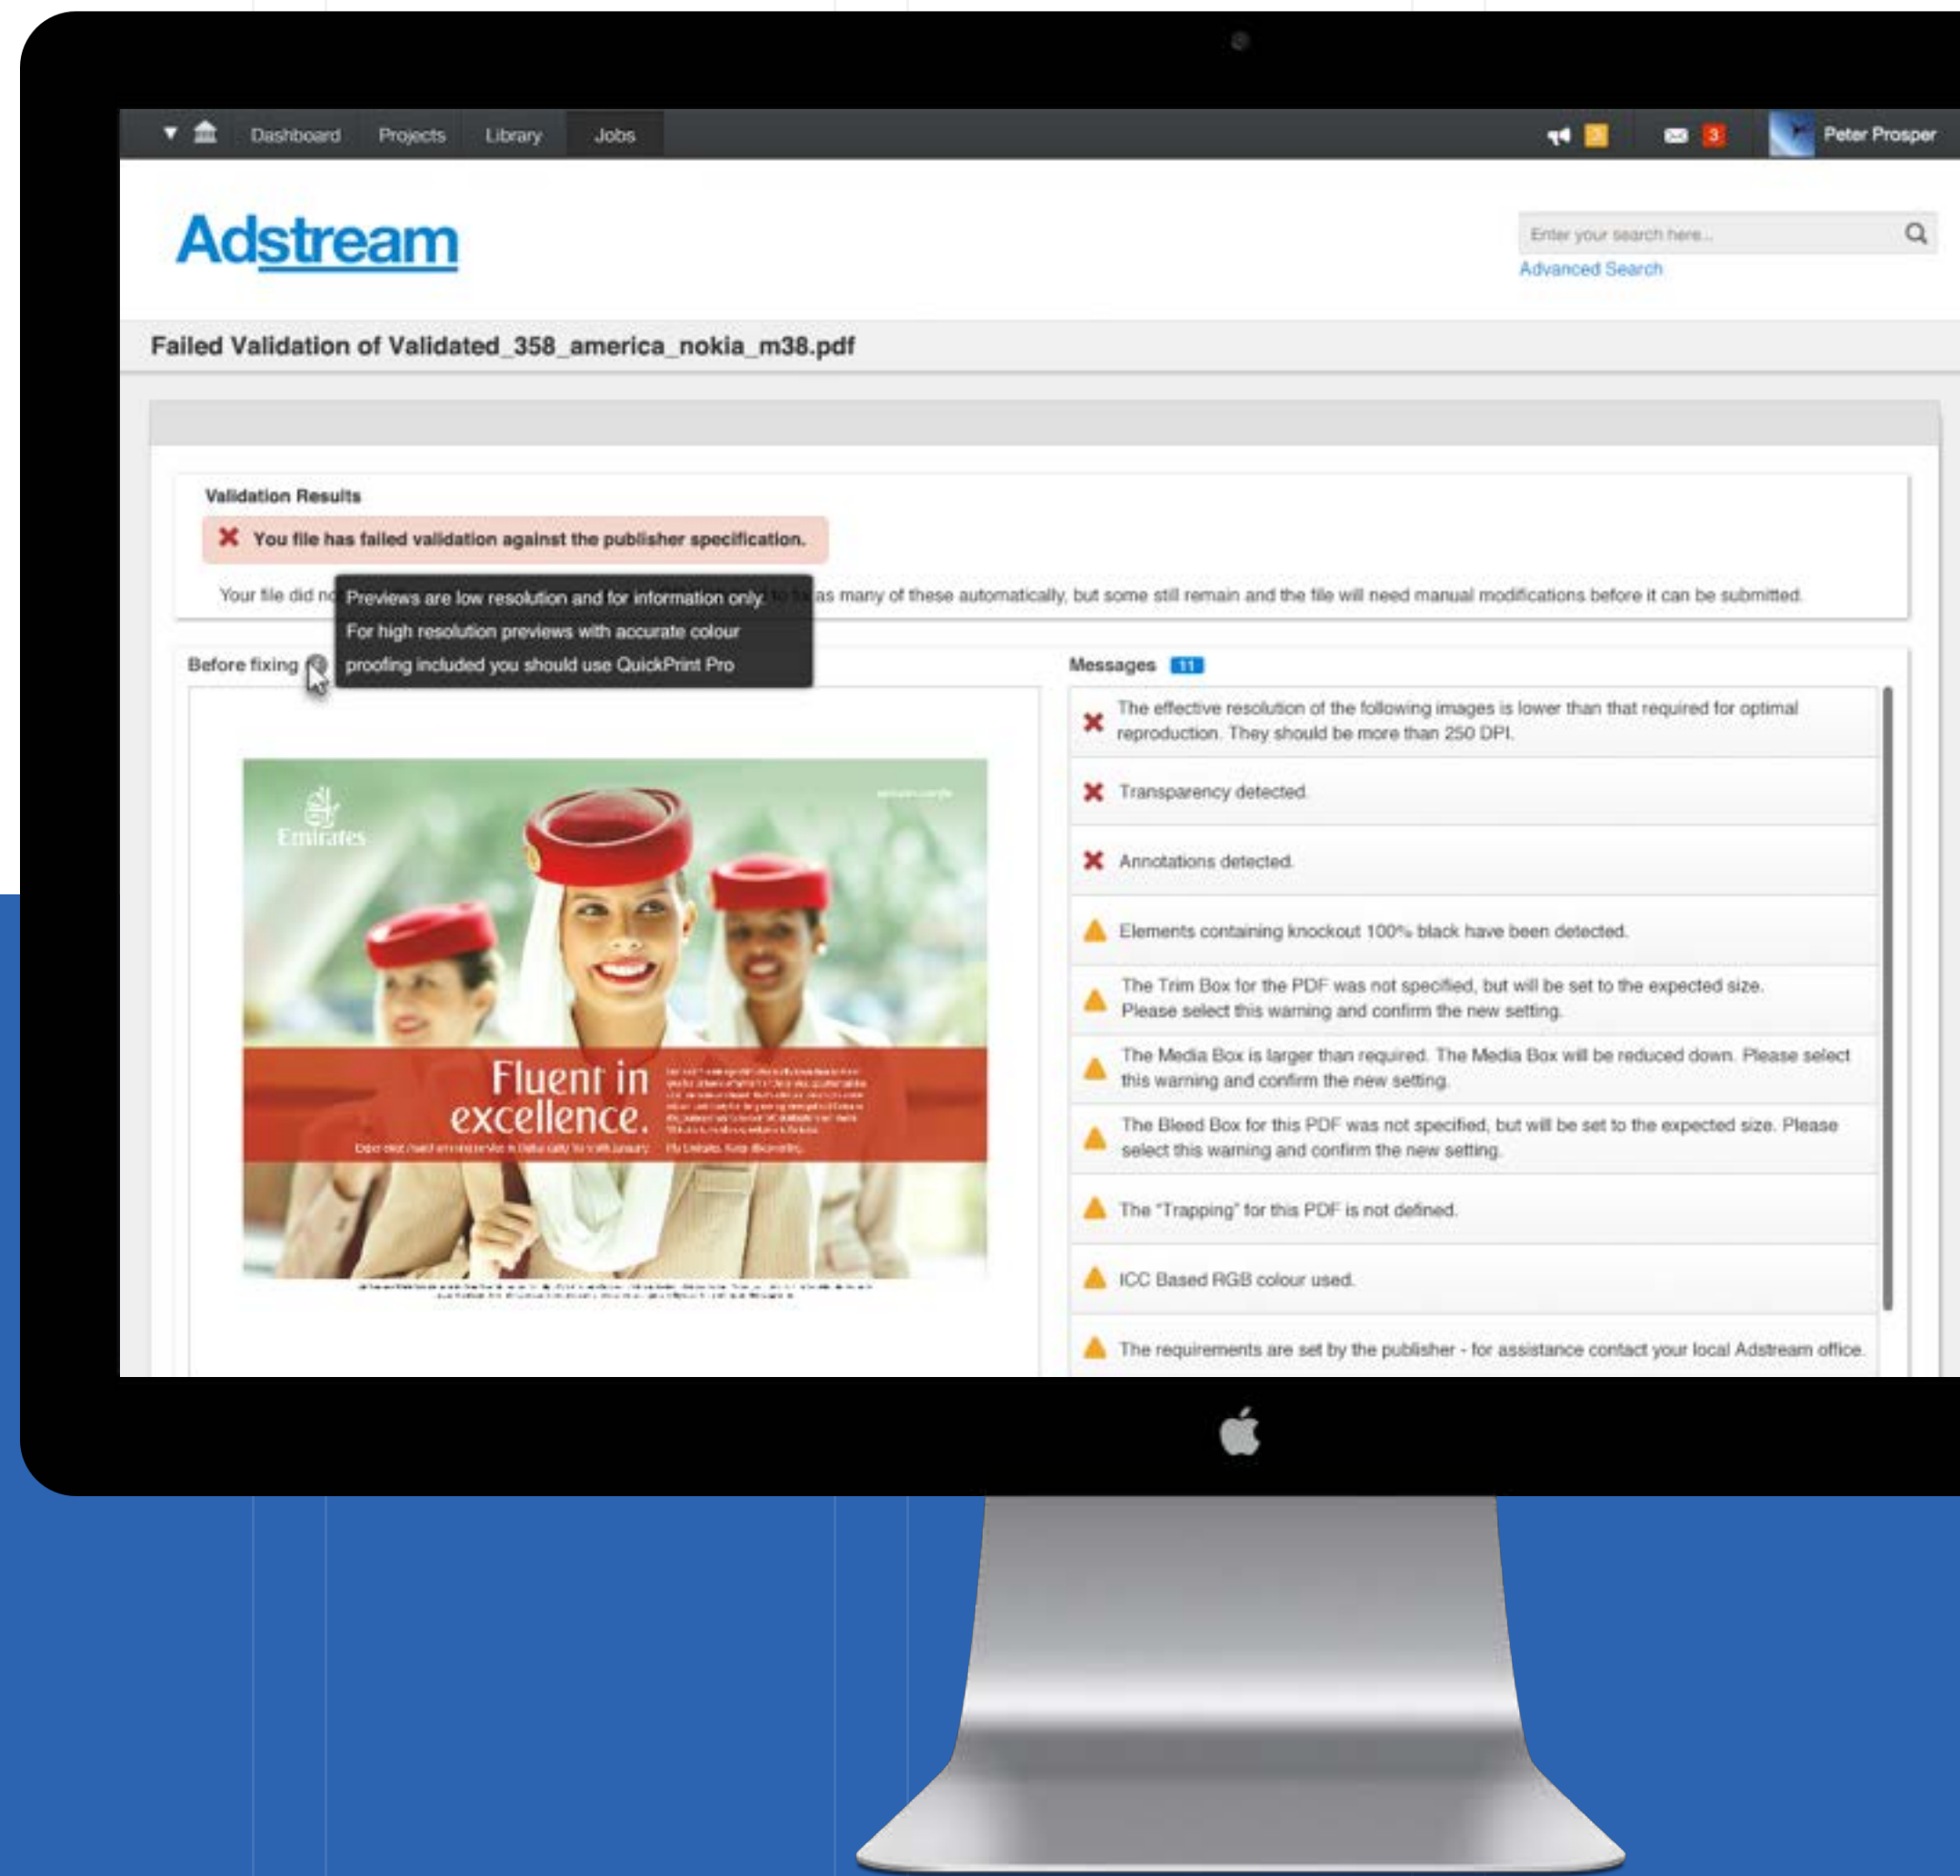 Dashboard Projects Library Jobs
3 Peter Prosper
Adstream
Enter your search here...
Advanced Search
Failed Validation of Validated_358_america_nokia_m38.pdf
Validation Results
You file has failed validation against the publisher specification.
Your file did as many of these automatically, but some still remain and the file will need manual modifications before it can be submitted.
Previews are low resolution and for information only.
For high resolution previews with accurate colour
proofing included you should use QuickPrint Pro
Before fixing
Emirates
Fluent in
excellence.
Fly Emirates. Keep discovering.
Messages 11
The effective resolution of the following images is lower than that required for optimal
reproduction. They should be more than 250 DPI.
Transparency detected.
Annotations detected.
Elements containing knockout 100% black have been detected.
The Trim Box for the PDF was not specified, but will be set to the expected size.
Please select this warning and confirm the new setting.
The Media Box is larger than required. The Media Box will be reduced down. Please select
this warning and confirm the new setting.
The Bleed Box for this PDF was not specified, but will be set to the expected size. Please
select this warning and confirm the new setting.
The "Trapping" for this PDF is not defined.
ICC Based RGB colour used.
The requirements are set by the publisher - for assistance contact your local Adstream office.